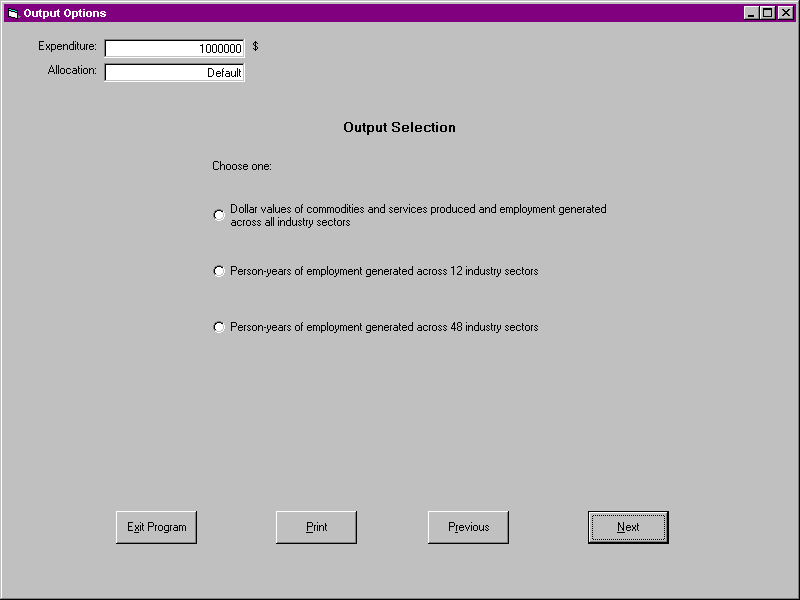 Output Options
Expenditure: 1000000 $
Allocation: Default
Output Selection
Choose one:
Dollar values of commodities and services produced and employment generated
across all industry sectors
Person-years of employment generated across 12 industry sectors
Person-years of employment generated across 48 industry sectors
Exit Program Print Previous Next